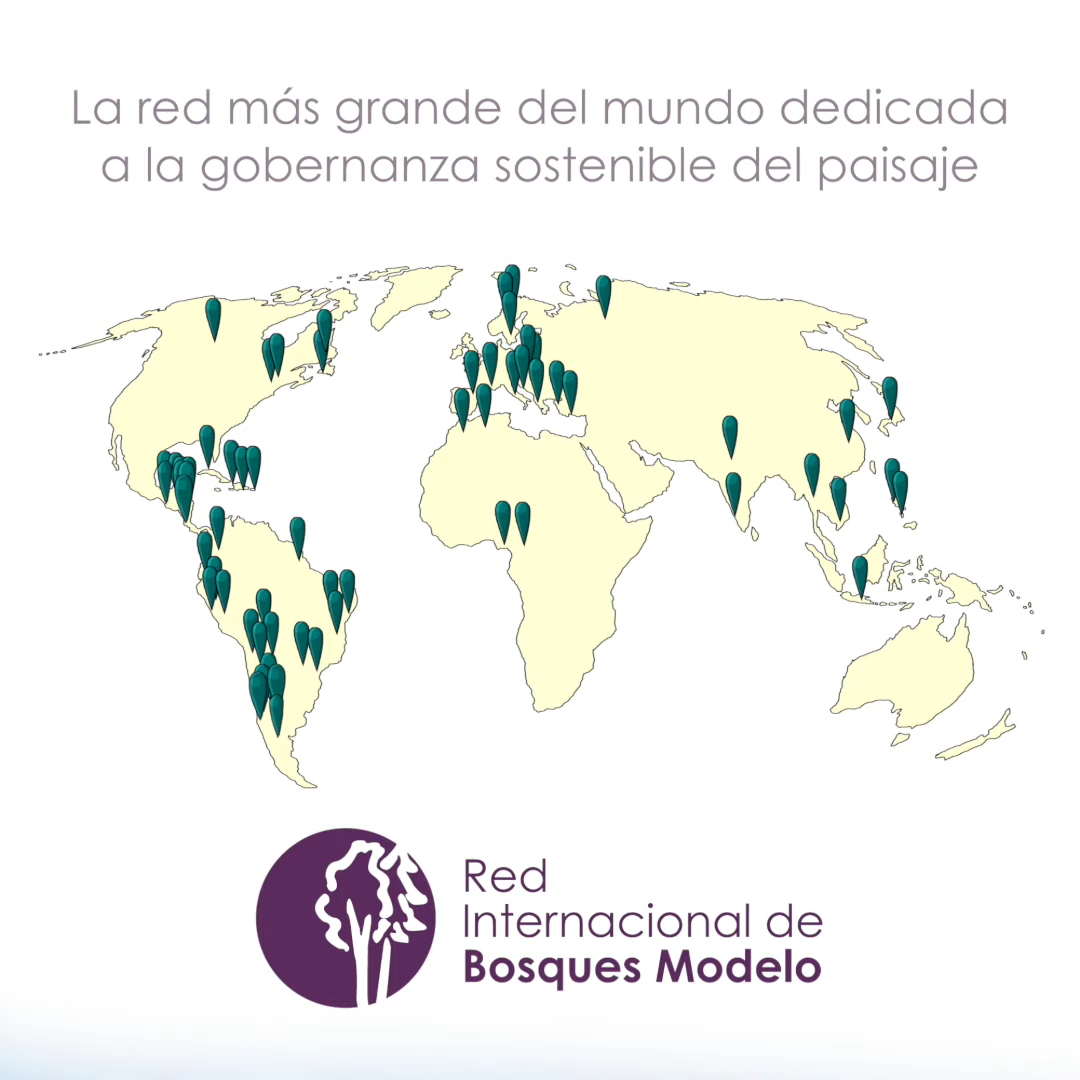 La red más grande del mundo dedicada
a la gobernanza sostenible del paisaje
Red
Internacional de
Bosques Modelo